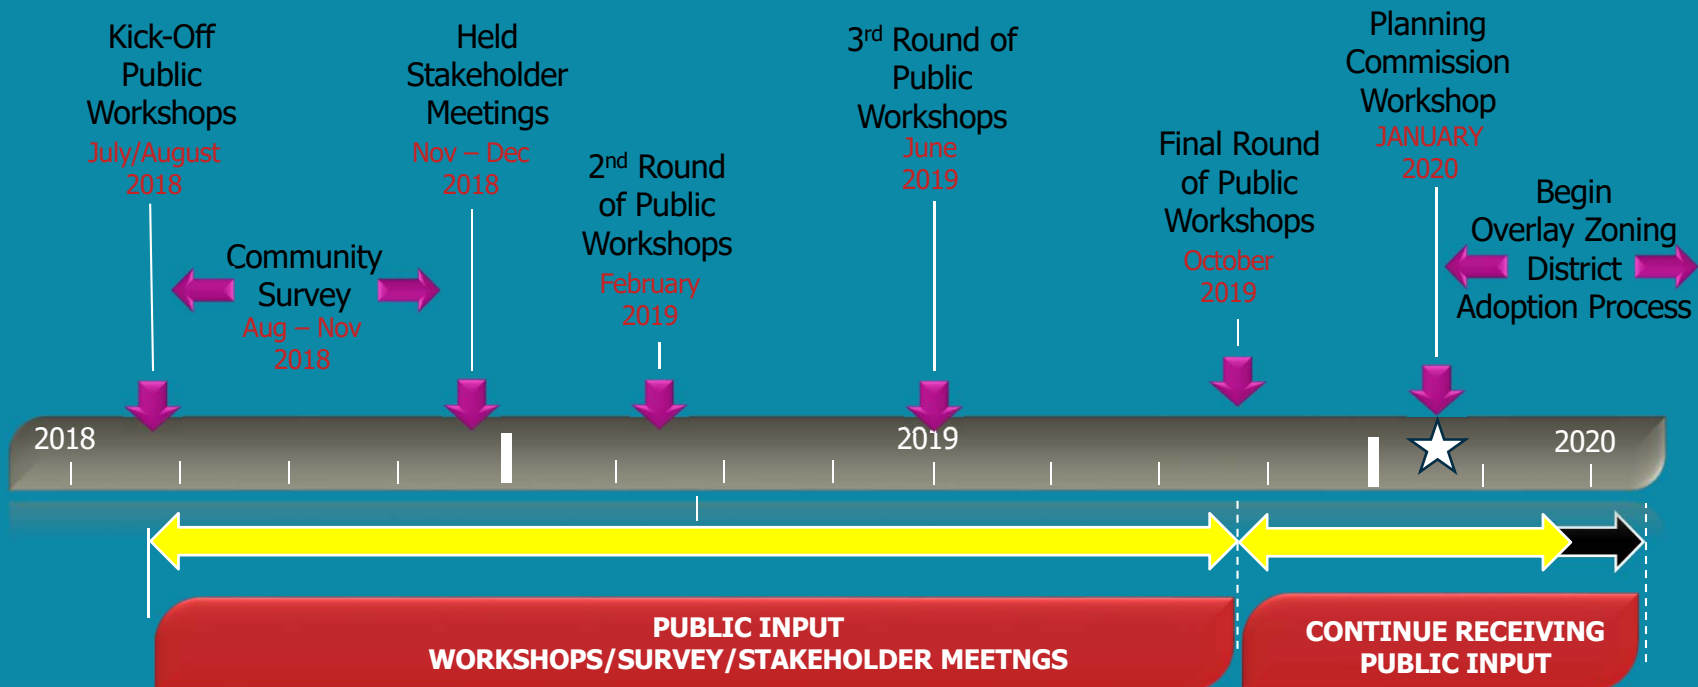 Kick-Off
Public
Workshops
July/August
2018
Community
Survey
Aug – Nov
2018
Held
Stakeholder
Meetings
Nov – Dec
2018
2nd Round
of Public
Workshops
February
2019
3rd Round of
Public
Workshops
June
2019
Final Round
of Public
Workshops
October
2019
Planning
Commission
Workshop
JANUARY
2020
Begin
Overlay Zoning
District
Adoption Process
2018
2019
2020
PUBLIC INPUT
WORKSHOPS/SURVEY/STAKEHOLDER MEETNGS
CONTINUE RECEIVING
PUBLIC INPUT